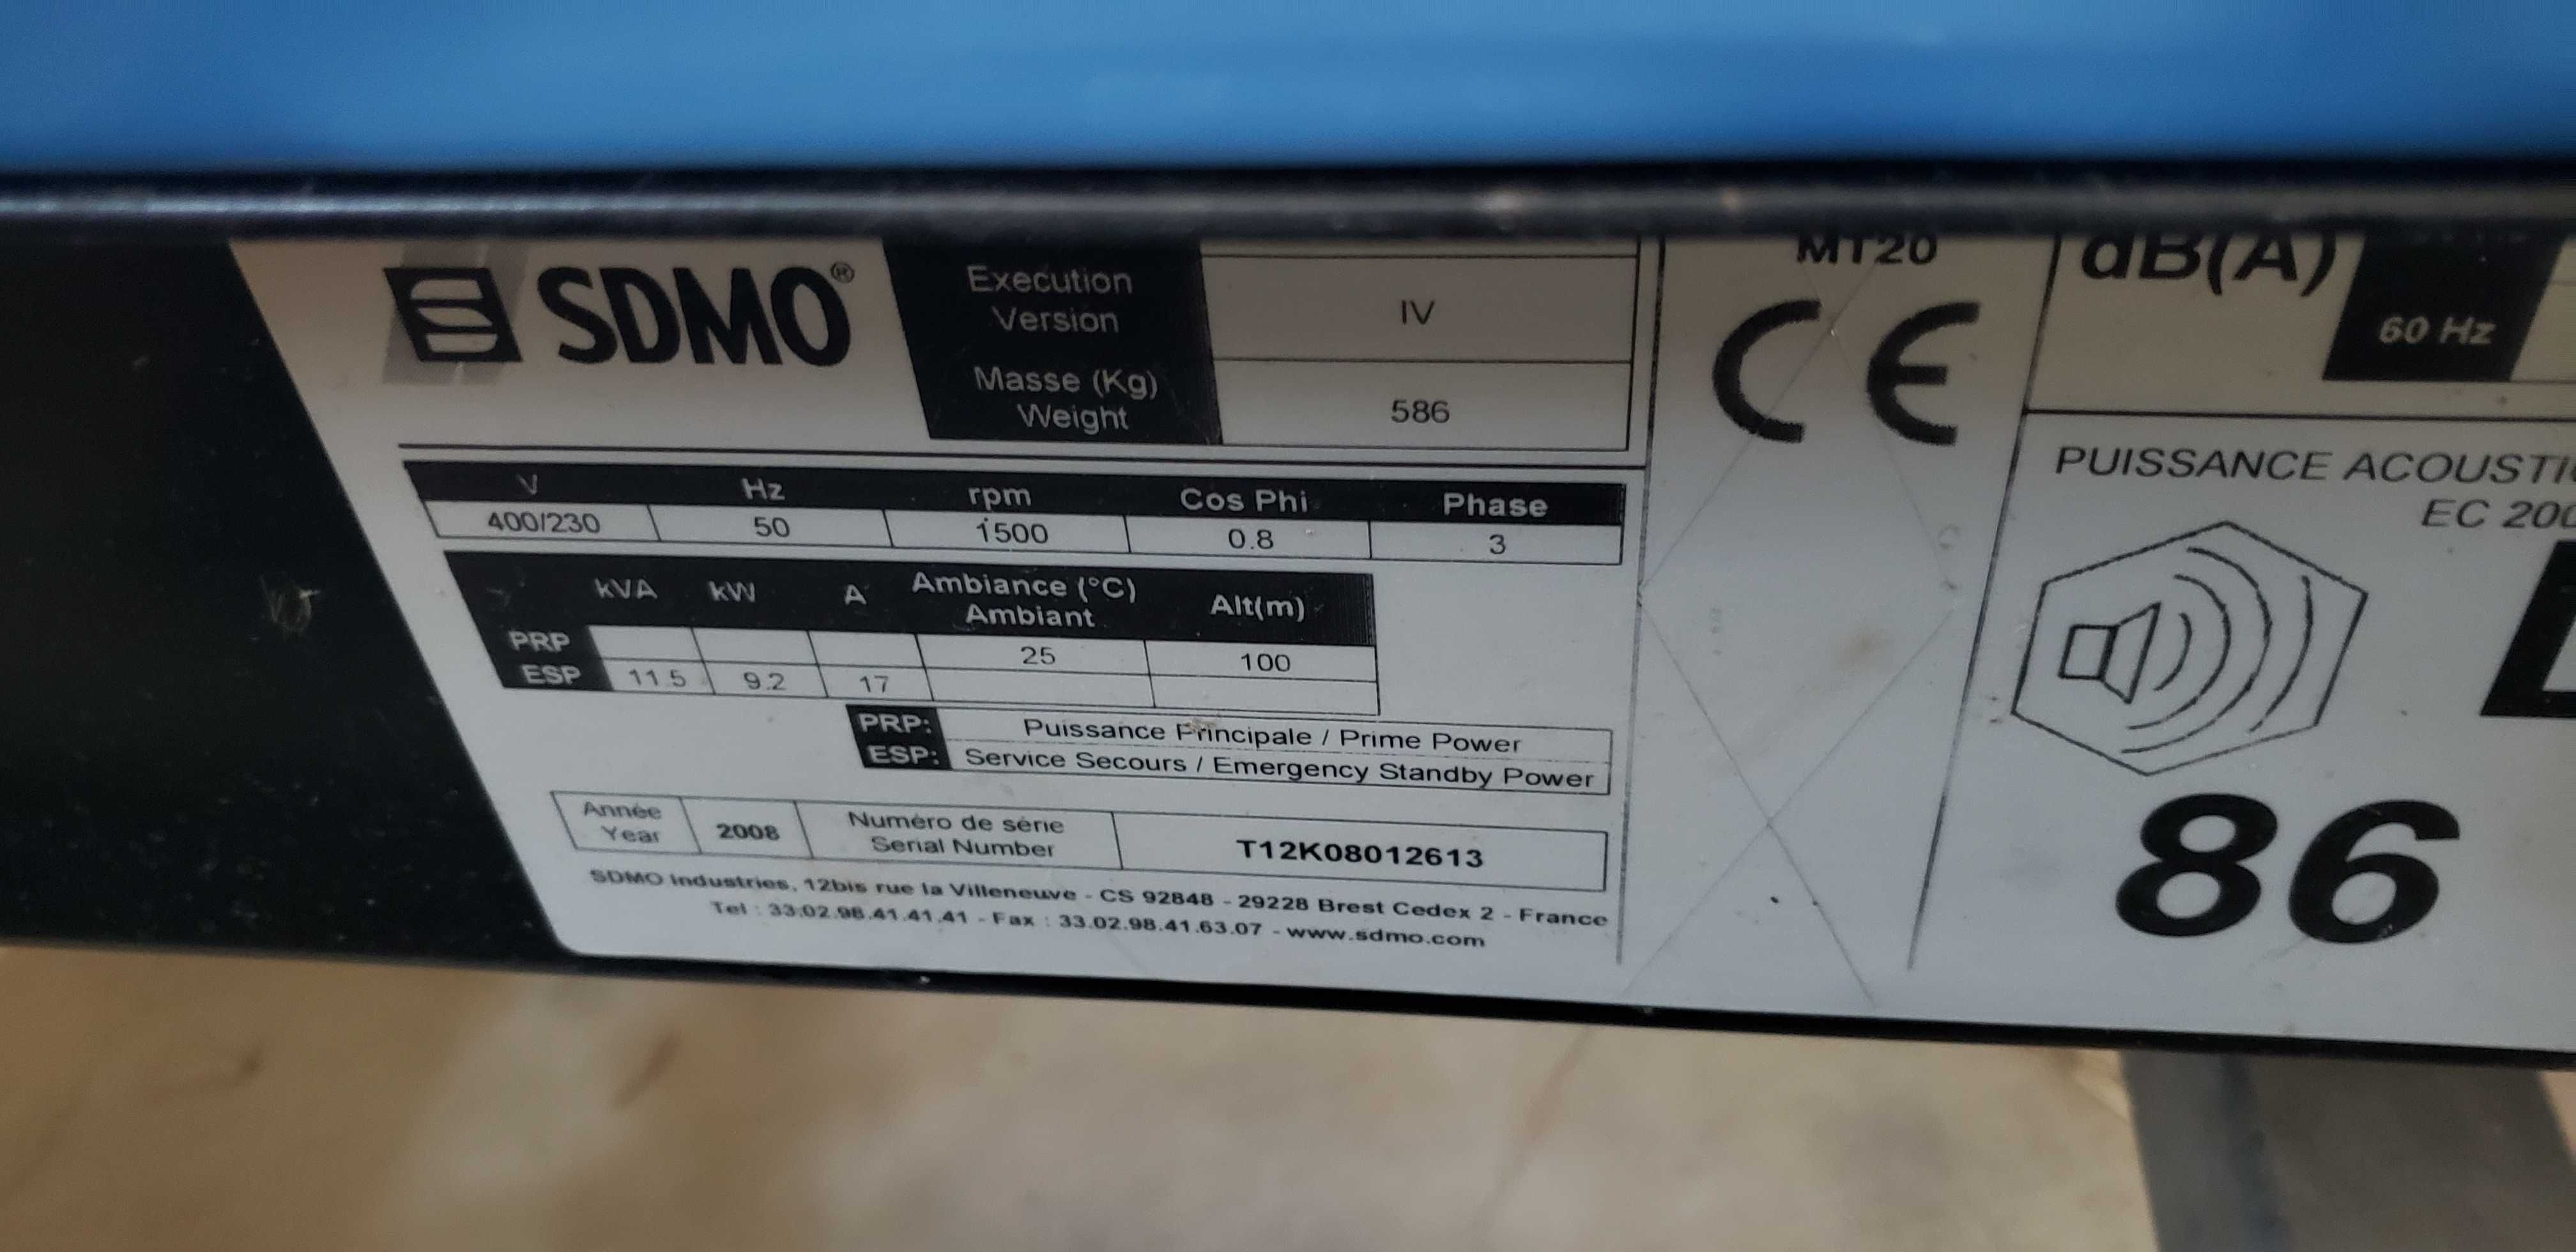 SDMO®
Execution
Version
IV
Masse (Kg)
Weight
586
V Hz rpm Cos Phi Phase
400/230 50 1500 0.8 3
kVA kW A Ambiance (°C) Alt(m)
Ambiant
PRP 25 100
ESP 11.5 9.2 17
PRP: Puissance Principale / Prime Power
ESP: Service Secours / Emergency Standby Power
Année
Year
2008
Numéro de série
Serial Number
T12K08012613
SDMO Industries, 12bis rue la Villeneuve - CS 92848 - 29228 Brest Cedex 2 - France
Tel : 33.02.98.41.41.41 - Fax : 33.02.98.41.63.07 - www.sdmo.com
MT20
CE
dB(A)
60 Hz
PUISSANCE ACOUSTI
EC 200
86